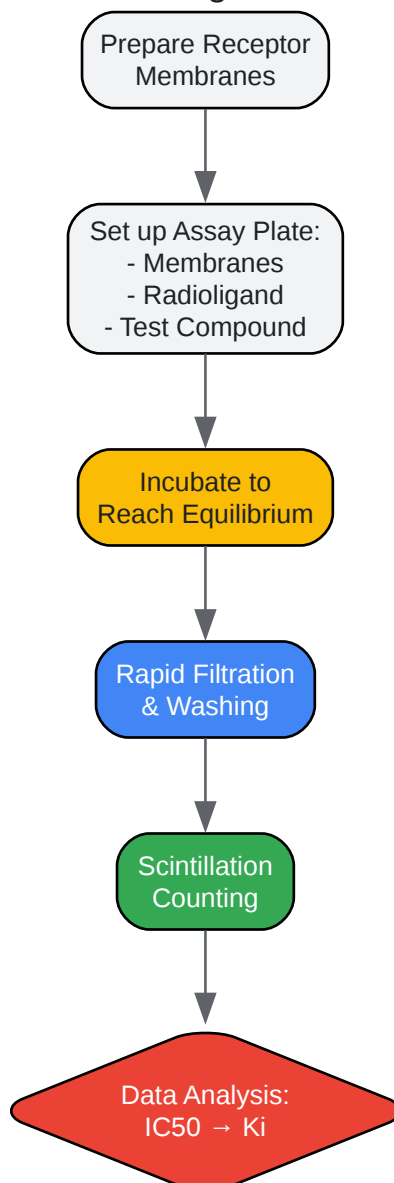 Prepare Receptor
Membranes
Set up Assay Plate:
- Membranes
- Radioligand
- Test Compound
Incubate to
Reach Equilibrium
Rapid Filtration
& Washing
Scintillation
Counting
Data Analysis:
IC50 → Ki